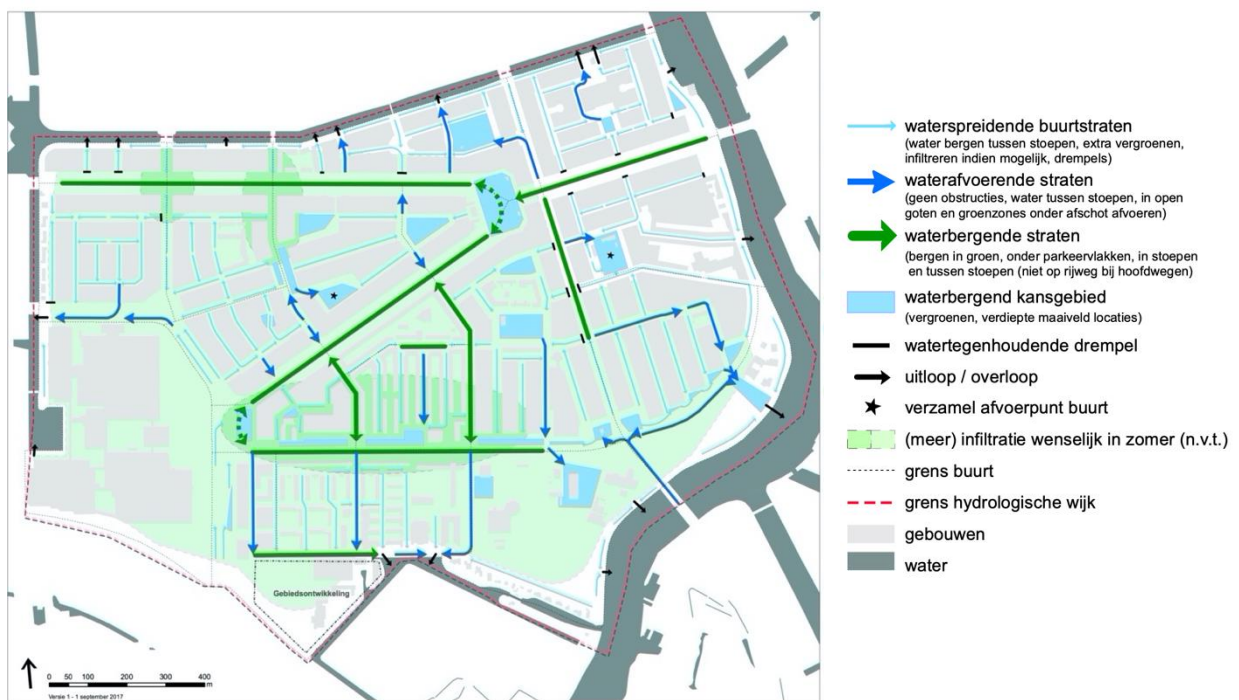 waterspreidende buurtstraten
(water bergen tussen stoepen, extra vergroenen,
infiltreren indien mogelijk, drempels)
waterafvoerende straten
(geen obstructies, water tussen stoepen, in open
goten en groenzones onder afschot afvoeren)
waterbergende straten
(bergen in groen, onder parkeervlakken, in stoepen
en tussen stoepen (niet op rijweg bij hoofdwegen)
waterbergend kansgebied
(vergroenen, verdiepte maaiveld locaties)
watertegenhoudende drempel
uitloop / overloop
verzamel afvoerpunt buurt
(meer) infiltratie wenselijk in zomer (n.v.t.)
grens buurt
grens hydrologische wijk
gebouwen
water
Gebiedsontwikkeling
0 50 100 200 300 400
m
Versie 1 - 1 september 2017